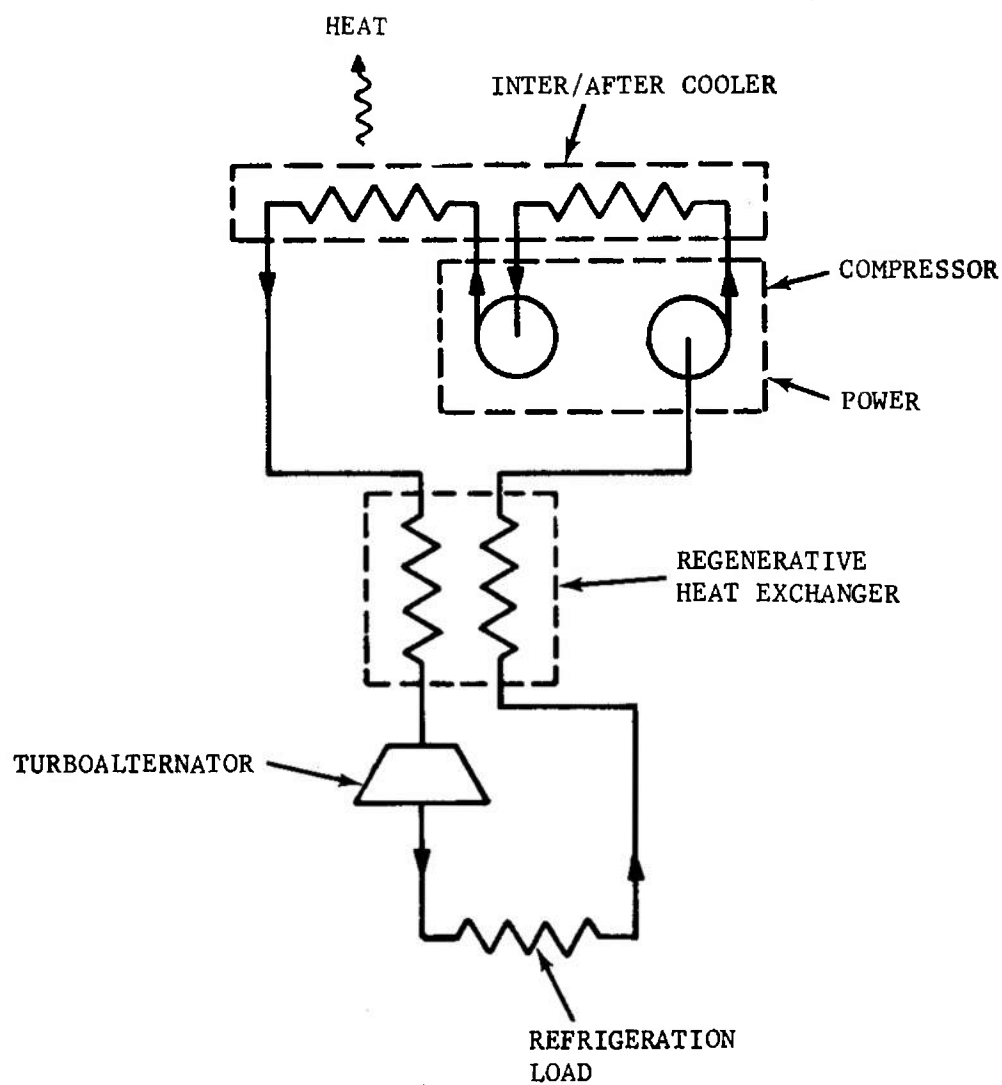 HEAT
INTER/AFTER COOLER
COMPRESSOR
POWER
REGENERATIVE
HEAT EXCHANGER
TURBOALTERNATOR
REFRIGERATION
LOAD